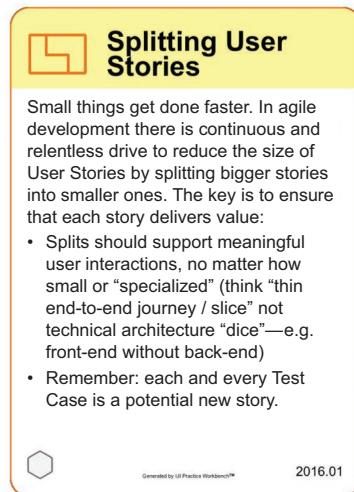 Splitting User
Stories
Small things get done faster. In agile
development there is continuous and
relentless drive to reduce the size of
User Stories by splitting bigger stories
into smaller ones. The key is to ensure
that each story delivers value:
• Splits should support meaningful
user interactions, no matter how
small or “specialized” (think “thin
end-to-end journey / slice” not
technical architecture “dice”—e.g.
front-end without back-end)
• Remember: each and every Test
Case is a potential new story.
Generated by IJI Practice Workbench™
2016.01